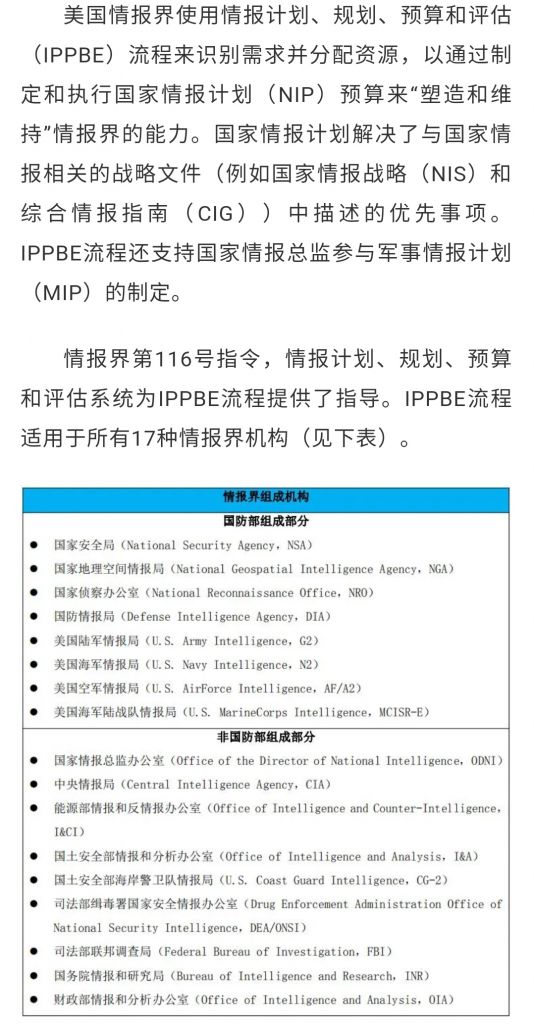 美国情报界使用情报计划、规划、预算和评估
（IPPBE）流程来识别需求并分配资源，以通过制
定和执行国家情报计划（NIP）预算来“塑造和维
持”情报界的能力。国家情报计划解决了与国家情
报相关的战略文件（例如国家情报战略（NIS）和
综合情报指南（CIG））中描述的优先事项。
IPPBE流程还支持国家情报总监参与军事情报计划
（MIP）的制定。
情报界第116号指令，情报计划、规划、预算
和评估系统为IPPBE流程提供了指导。IPPBE流程
适用于所有17种情报界机构（见下表）。
情报界组成机构
国防部组成部分
● 国家安全局（National Security Agency，NSA）
● 国家地理空间情报局（National Geospatial Intelligence Agency，NGA）
● 国家侦察办公室（National Reconnaissance Office，NRO）
● 国防情报局（Defense Intelligence Agency，DIA）
● 美国陆军情报局（U.S. Army Intelligence，G2）
● 美国海军情报局（U.S. Navy Intelligence，N2）
● 美国空军情报局（U.S. AirForce Intelligence，AF/A2）
● 美国海军陆战队情报局（U.S. MarineCorps Intelligence，MCISR-E）
非国防部组成部分
● 国家情报总监办公室（Office of the Director of National Intelligence，ODNI）
● 中央情报局（Central Intelligence Agency，CIA）
● 能源部情报和反情报办公室（Office of Intelligence and Counter-Intelligence，
I&CI）
● 国土安全部情报和分析办公室（Office of Intelligence and Analysis，I&A）
● 国土安全部海岸警卫队情报局（U.S. Coast Guard Intelligence，CG-2）
● 司法部缉毒署国家安全情报办公室（Drug Enforcement Administration Office of
National Security Intelligence，DEA/ONSI）
● 司法部联邦调查局（Federal Bureau of Investigation，FBI）
● 国务院情报和研究局（Bureau of Intelligence and Research，INR）
● 财政部情报和分析办公室（Office of Intelligence and Analysis，OIA）